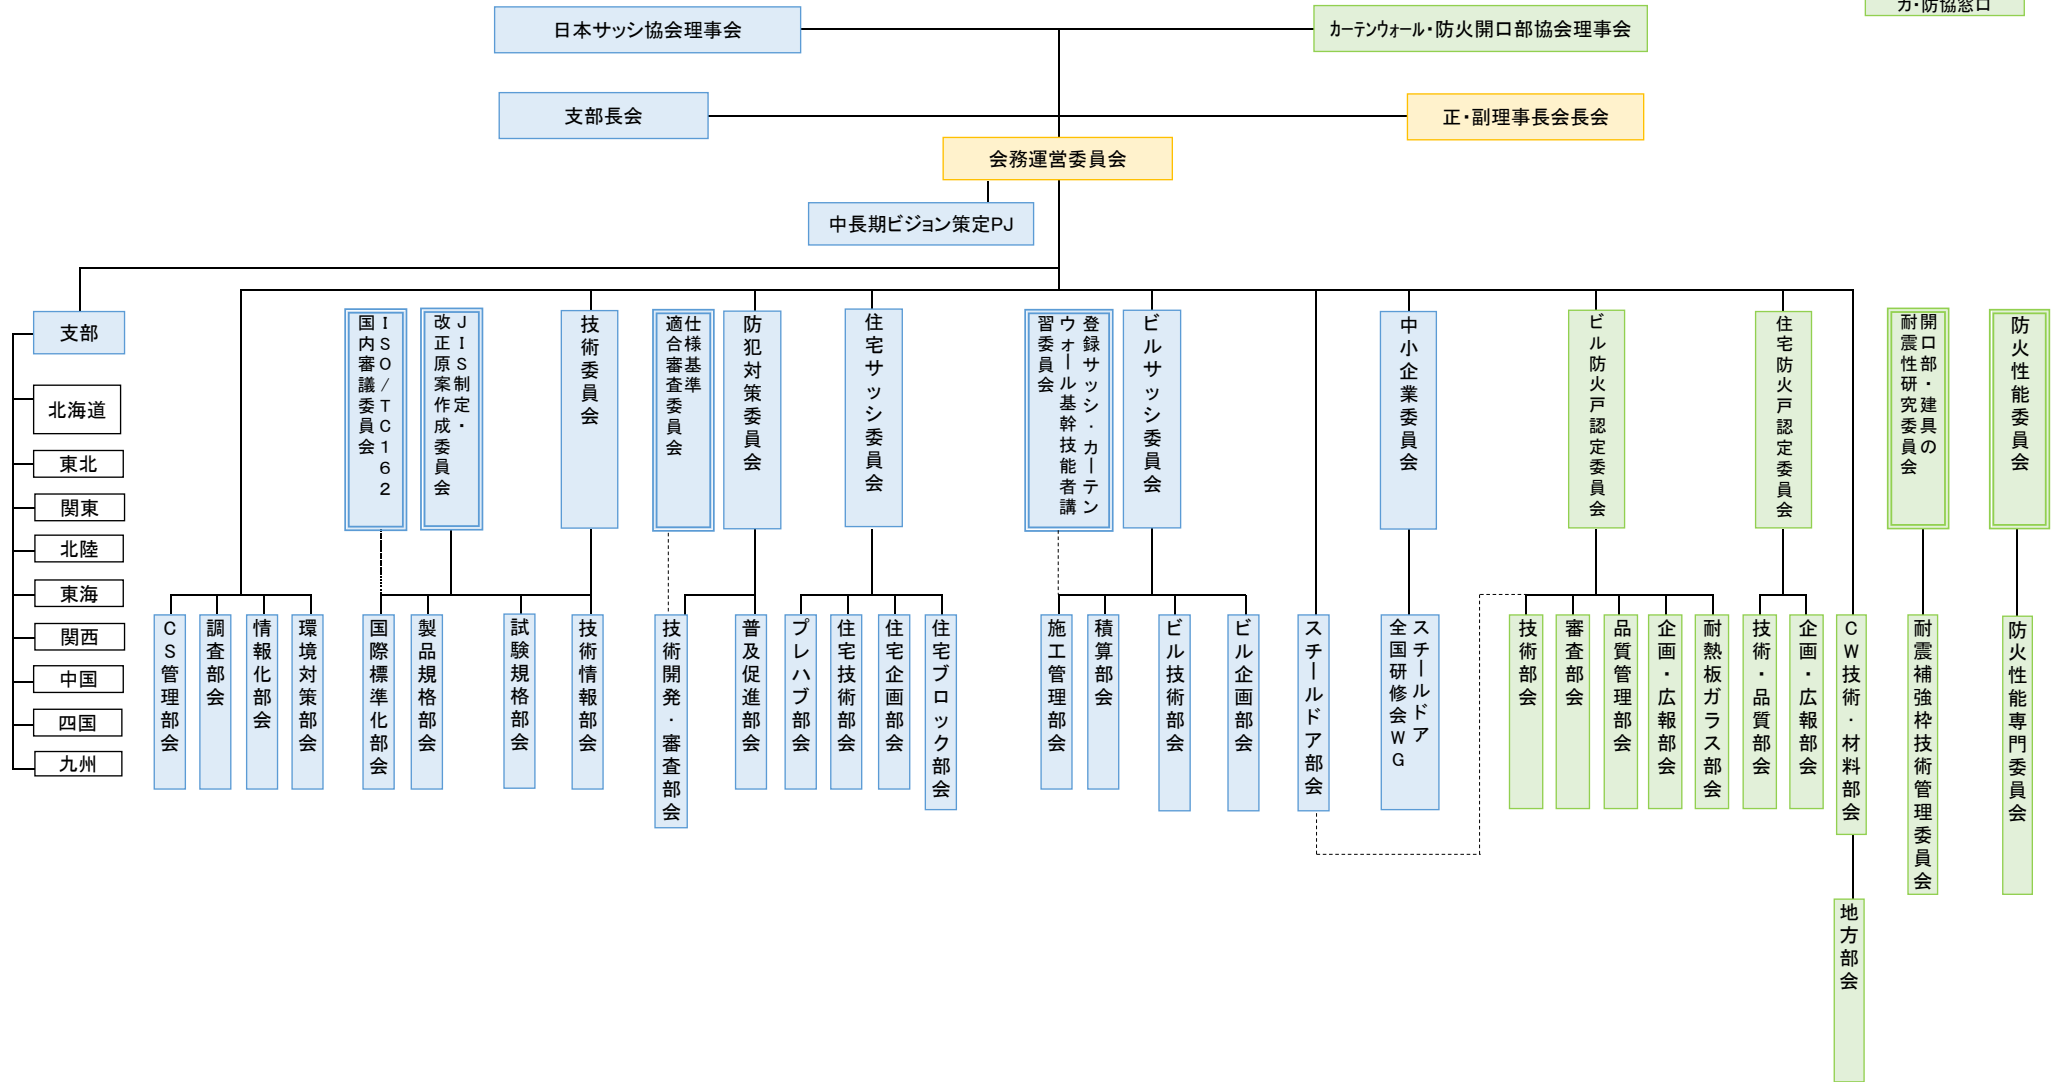 カ・防協窓口
日本サッシ協会理事会
カーテンウォール・防火開口部協会理事会
支部長会
正・副理事長会長会
会務運営委員会
中長期ビジョン策定PJ
支部
北海道
東北
関東
北陸
東海
関西
中国
四国
九州
ISO/TC162
国内審議委員会
JIS制定・
改正原案作成委員会
技術委員会
仕様基準
適合審査委員会
防犯対策委員会
住宅サッシ委員会
登録サッシ・カーテン
ウォール基幹技能者講
習委員会
ビルサッシ委員会
中小企業委員会
ビル防火戸認定委員会
住宅防火戸認定委員会
開口部・建具の
耐震性研究委員会
防火性能委員会
CS管理部会
調査部会
情報化部会
環境対策部会
国際標準化部会
製品規格部会
試験規格部会
技術情報部会
技術開発・審査部会
普及促進部会
プレハブ部会
住宅技術部会
住宅企画部会
住宅ブロック部会
施工管理部会
積算部会
ビル技術部会
ビル企画部会
スチールドア部会
スチールドア
全国研修会WG
技術部会
審査部会
品質管理部会
企画・広報部会
耐熱板ガラス部会
技術・品質部会
企画・広報部会
CW技術・材料部会
耐震補強枠技術管理委員会
防火性能専門委員会
地方部会